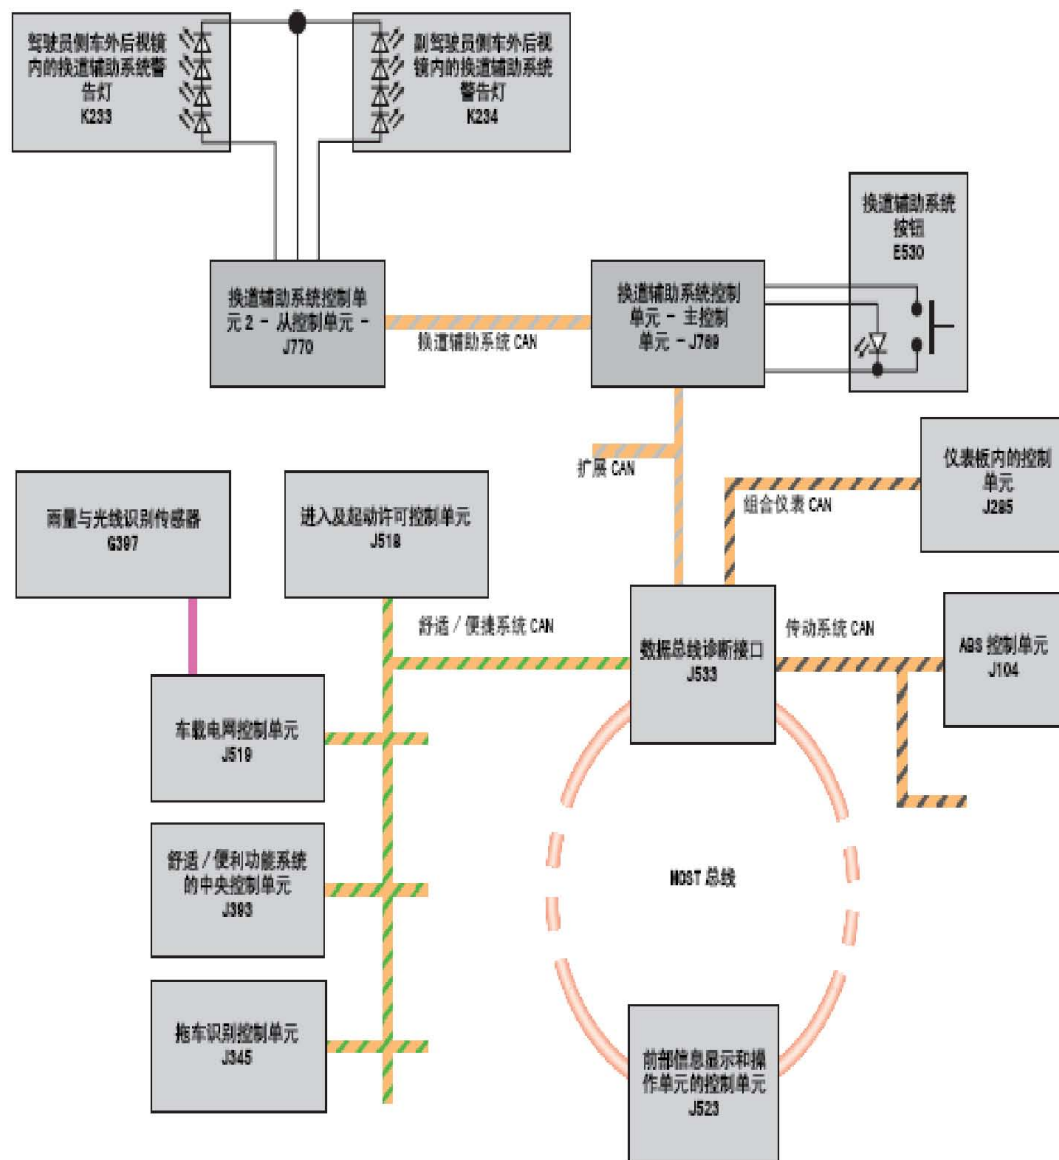 驾驶员侧车外后视镜
内的换道辅助系统警
告灯
K233
副驾驶员侧车外后视
镜内的换道辅助系统
警告灯
K234
换道辅助系统
按钮
E530
换道辅助系统控制单
元 2 - 从控制单元 -
J770
换道辅助系统 CAN
换道辅助系统控制
单元 - 主控制
单元 - J769
扩展 CAN
组合仪表 CAN
仪表板内的控制
单元
J285
雨量与光线识别传感器
G397
进入及起动许可控制单元
J518
舒适 / 便捷系统 CAN
数据总线诊断接口
J533
传动系统 CAN
ABS 控制单元
J104
车载电网控制单元
J519
舒适 / 便利功能系统
的中央控制单元
J393
MOST 总线
拖车识别控制单元
J345
前部信息显示和操
作单元的控制单元
J523